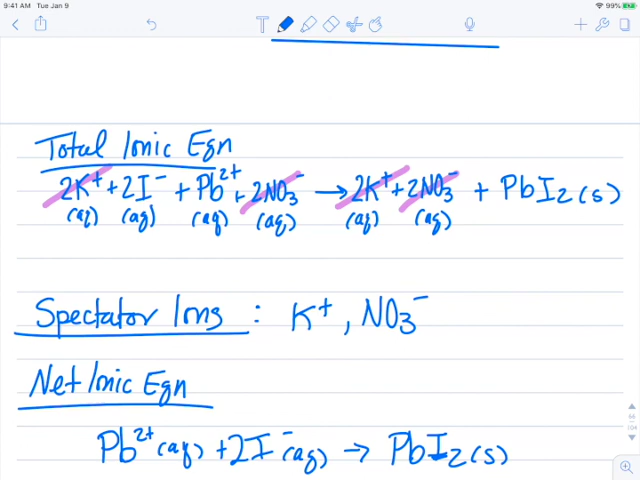 9:41 AM Tue Jan 9 99%
T
Total Ionic Eqn
2K⁺ + 2I⁻ + Pb²⁺ + 2NO₃⁻ → 2K⁺ + 2NO₃⁻ + PbI₂(s)
(aq) (aq) (aq) (aq) (aq) (aq)
Spectator Ions : K⁺, NO₃⁻
Net Ionic Eqn
Pb²⁺(aq) + 2I⁻(aq) → PbI₂(s)